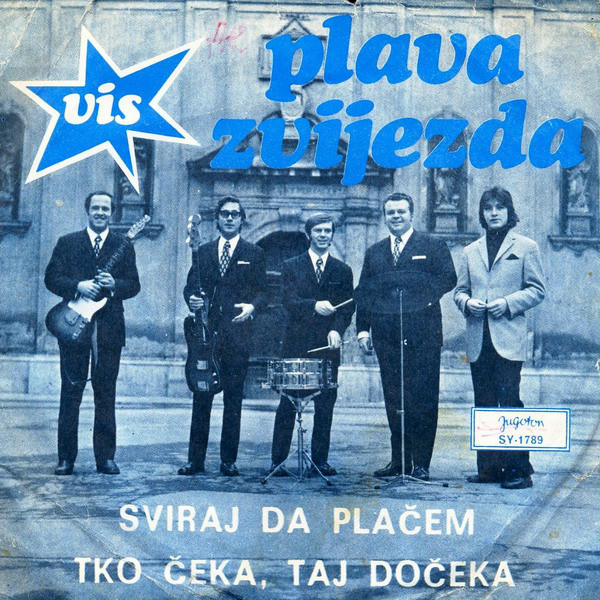 vis
plava
zvijezda
Jugoton
SY-1789
SVIRAJ DA PLAČEM
TKO ČEKA, TAJ DOČEKA